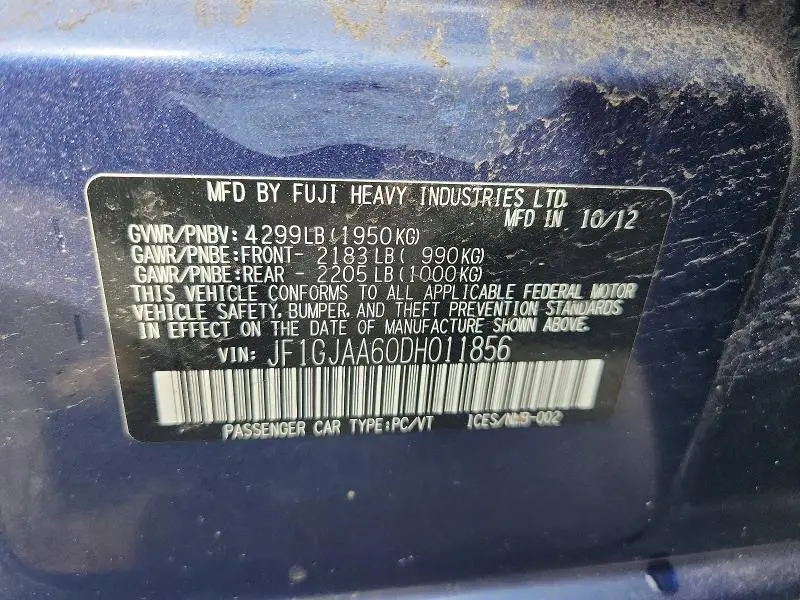 MFD BY FUJI HEAVY INDUSTRIES LTD.
MFD IN 10/12
GVWR/PNBV: 4299LB (1950KG)
GAWR/PNBE:FRONT- 2183LB ( 990KG)
GAWR/PNBE:REAR - 2205LB (1000KG)
THIS VEHICLE CONFORMS TO ALL APPLICABLE FEDERAL MOTOR
VEHICLE SAFETY, BUMPER, AND THEFT PREVENTION STANDARDS
IN EFFECT ON THE DATE OF MANUFACTURE SHOWN ABOVE.
VIN: JF1GJAA60DH011856
PASSENGER CAR TYPE:PC/VT ICES/NMB-002